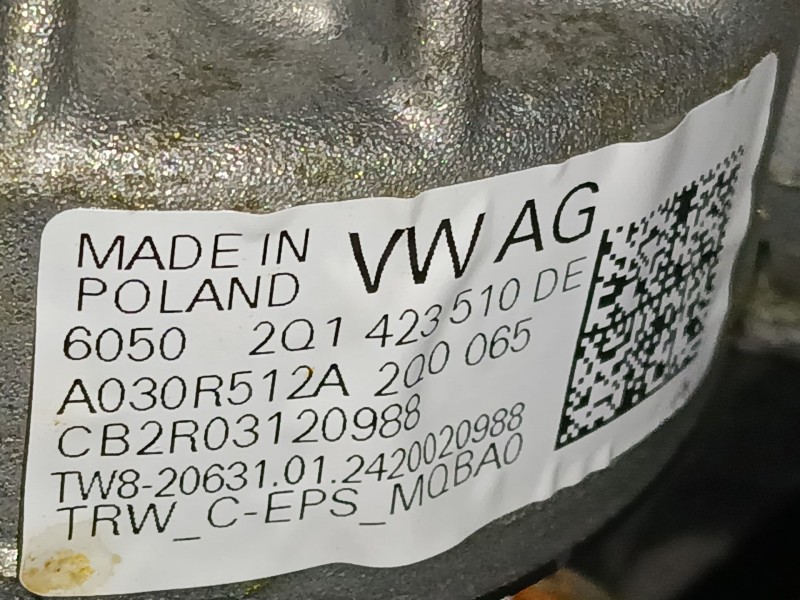 MADE IN VW AG
POLAND
6050 2Q1 423 510 DE
A030R512A 2Q0 065
CB2R03120988
TW8-20631.01.2420020988
TRW_C-EPS_MQBA0